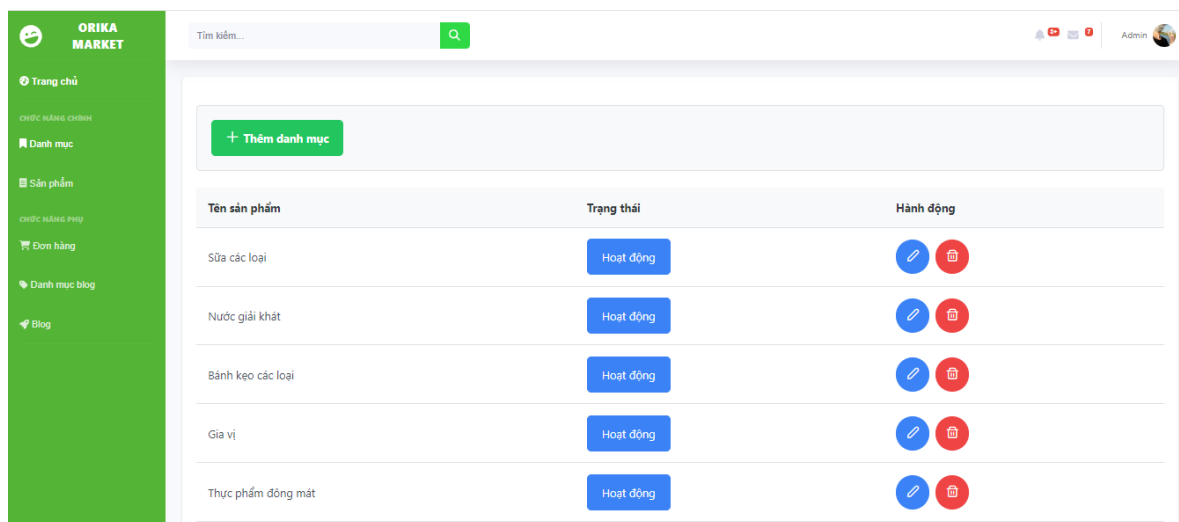 ORIKA
MARKET
Tìm kiếm...
3+
7
Admin
Trang chủ
CHỨC NĂNG CHÍNH
Danh mục
Sản phẩm
CHỨC NĂNG PHỤ
Đơn hàng
Danh mục blog
Blog
+ Thêm danh mục
Tên sản phẩm Trạng thái Hành động
Sữa các loại Hoạt động
Nước giải khát Hoạt động
Bánh kẹo các loại Hoạt động
Gia vị Hoạt động
Thực phẩm đông mát Hoạt động